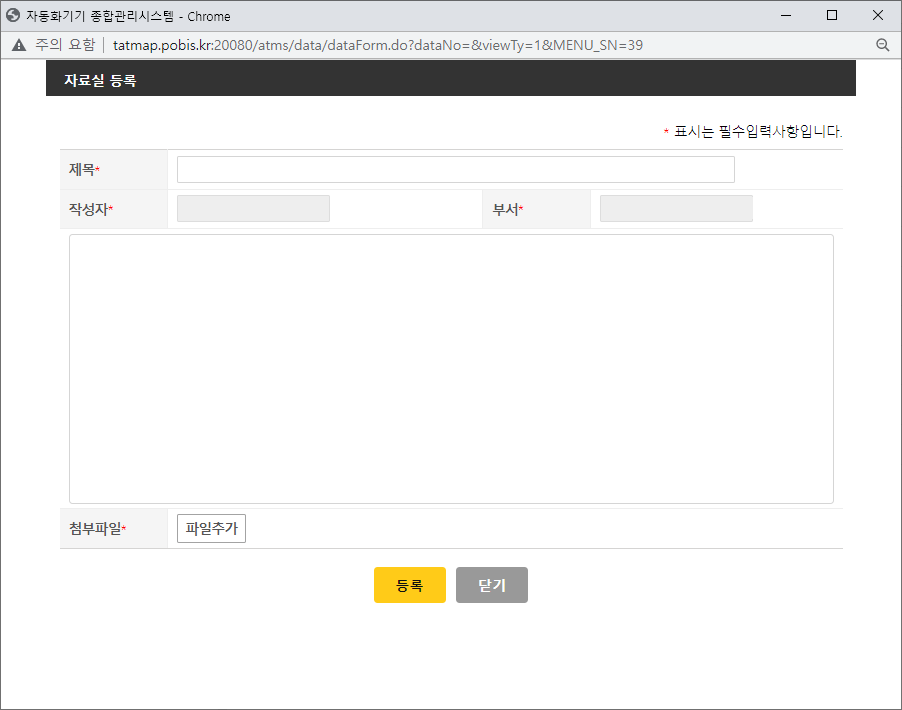 자동화기기 종합관리시스템 - Chrome
주의 요함 tatmap.pobis.kr:20080/atms/data/dataForm.do?dataNo=&viewTy=1&MENU_SN=39
자료실 등록
* 표시는 필수입력사항입니다.
제목*
작성자* 부서*
첨부파일* 파일추가
등록 닫기